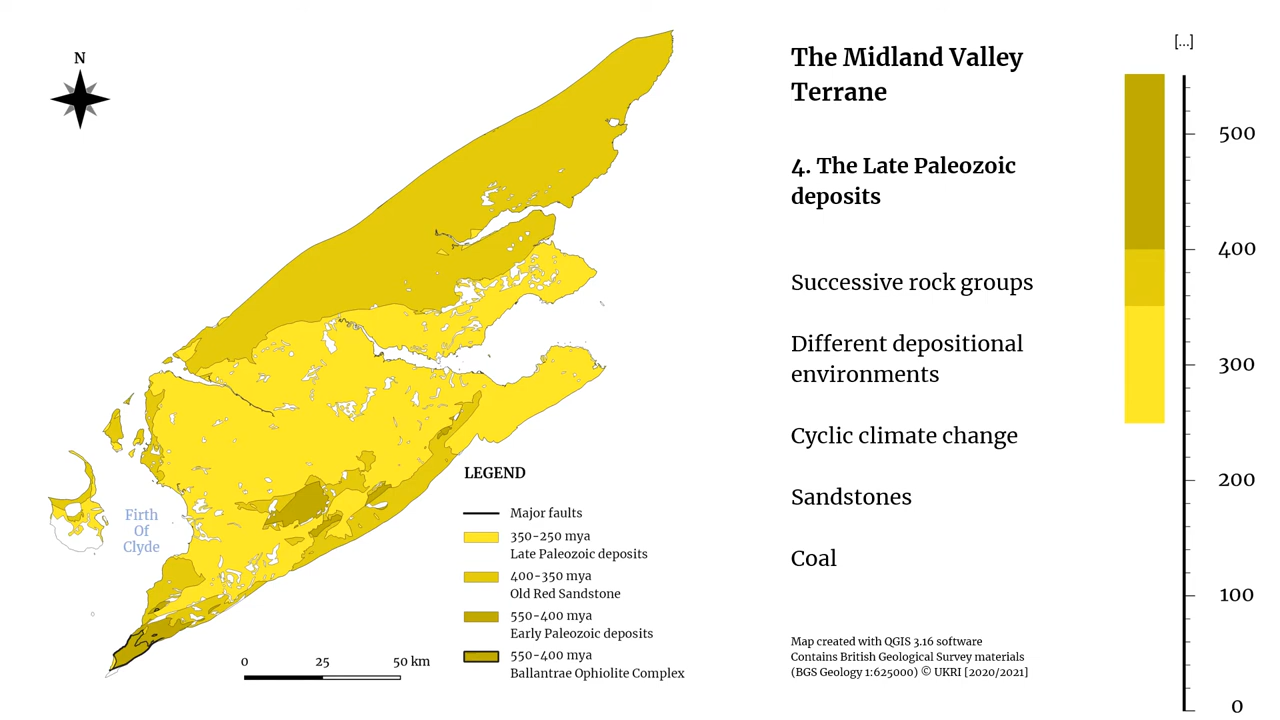 N
Firth
Of
Clyde
LEGEND
Major faults
350-250 mya
Late Paleozoic deposits
400-350 mya
Old Red Sandstone
550-400 mya
Early Paleozoic deposits
550-400 mya
Ballantrae Ophiolite Complex
0 25 50 km
The Midland Valley
Terrane
4. The Late Paleozoic
deposits
Successive rock groups
Different depositional
environments
Cyclic climate change
Sandstones
Coal
Map created with QGIS 3.16 software
Contains British Geological Survey materials
(BGS Geology 1:625000) © UKRI [2020/2021]
[...]
500
400
300
200
100
0